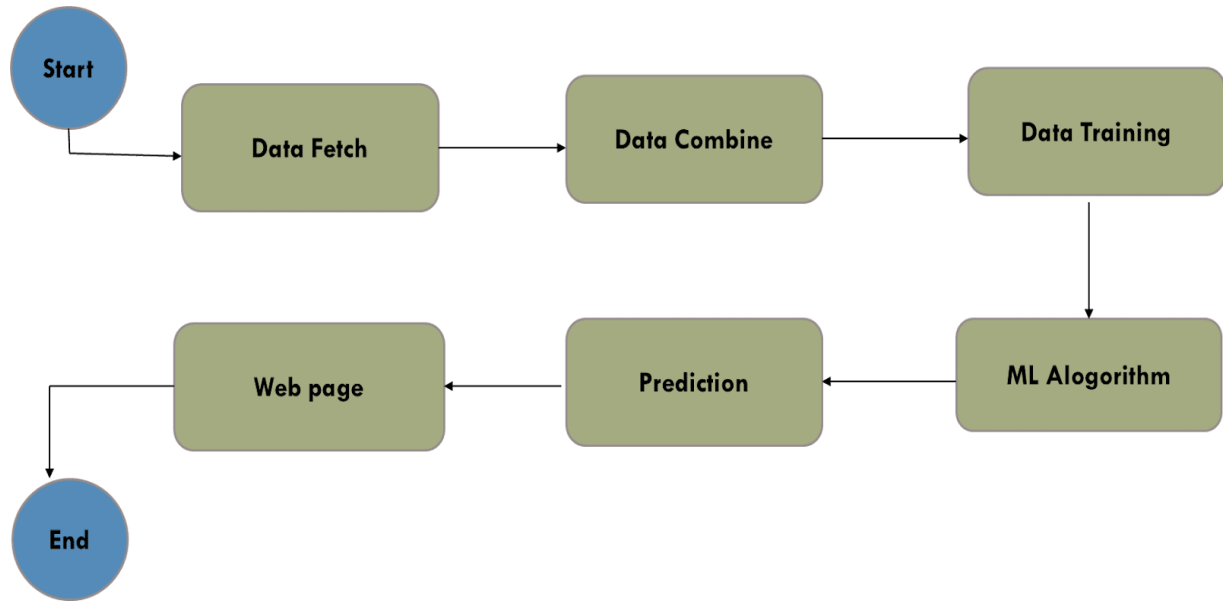 Start
Data Fetch
Data Combine
Data Training
ML Alogorithm
Prediction
Web page
End